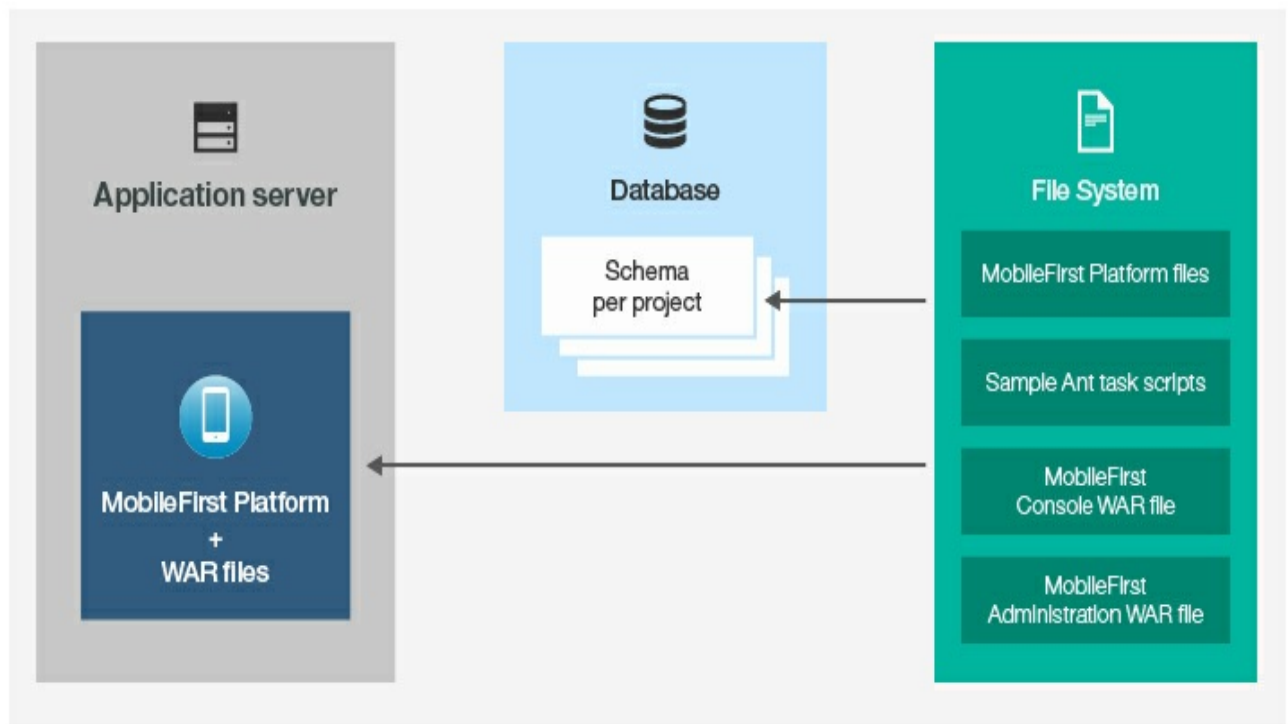 Application server
MobileFirst Platform
+
WAR files
Database
Schema
per project
File System
MobileFirst Platform files
Sample Ant task scripts
MobileFirst
Console WAR file
MobileFirst
Administration WAR file